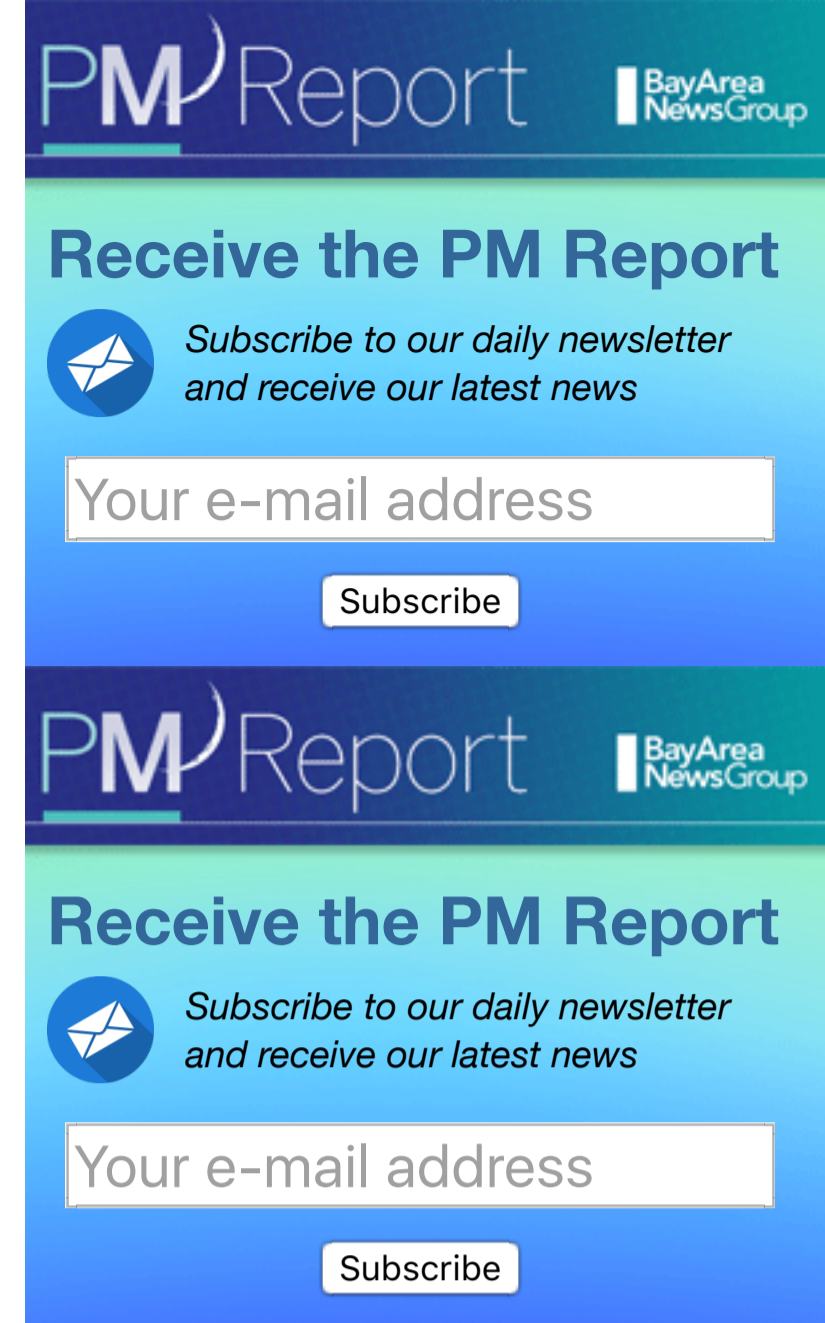 PM Report
BayArea
NewsGroup
Receive the PM Report
Subscribe to our daily newsletter
and receive our latest news
Your e-mail address
Subscribe
PM Report
BayArea
NewsGroup
Receive the PM Report
Subscribe to our daily newsletter
and receive our latest news
Your e-mail address
Subscribe